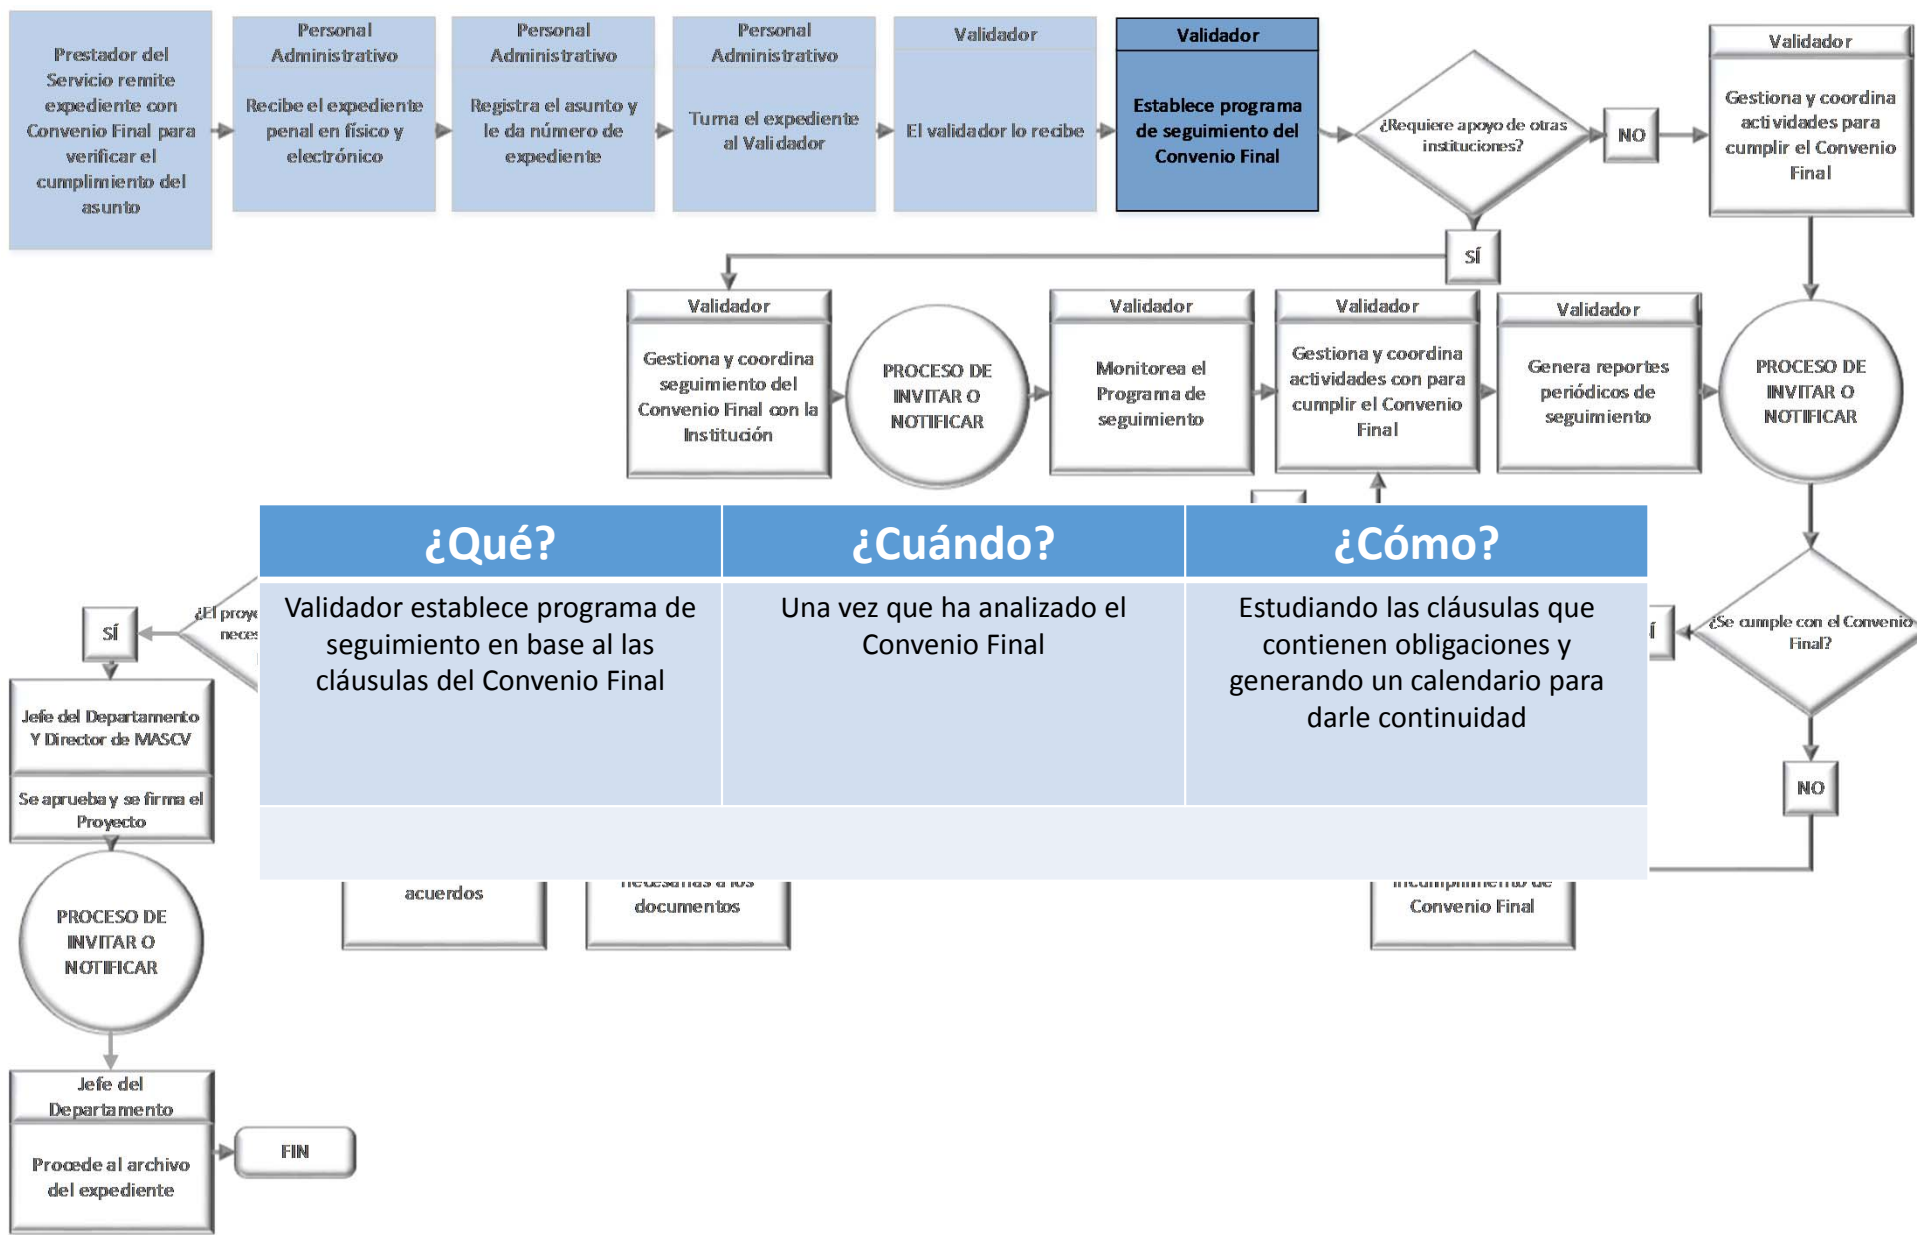 Prestador del
Servicio remite
expediente con
Convenio Final para
verificar el
cumplimiento del
asunto
Personal
Administrativo
Recibe el expediente
penal en físico y
electrónico
Personal
Administrativo
Registra el asunto y
le da número de
expediente
Personal
Administrativo
Turna el expediente
al Validador
Validador
El validador lo recibe
Validador
Establece programa
de seguimiento del
Convenio Final
¿Requiere apoyo de otras
instituciones?
NO
Validador
Gestiona y coordina
actividades para
cumplir el Convenio
Final
SÍ
Validador
Gestiona y coordina
seguimiento del
Convenio Final con la
Institución
PROCESO DE
INVITAR O
NOTIFICAR
Validador
Monitorea el
Programa de
seguimiento
Validador
Gestiona y coordina
actividades con para
cumplir el Convenio
Final
Validador
Genera reportes
periódicos de
seguimiento
PROCESO DE
INVITAR O
NOTIFICAR
¿Qué?
¿Cuándo?
¿Cómo?
Validador establece programa de
seguimiento en base al las
cláusulas del Convenio Final
Una vez que ha analizado el
Convenio Final
Estudiando las cláusulas que
contienen obligaciones y
generando un calendario para
darle continuidad
SÍ
¿El
¿Se cumple con el Convenio
Final?
NO
Jefe del Departamento
Y Director de MASCV
Se aprueba y se firma el
Proyecto
acuerdos
necesarias a los
documentos
incumplimiento de
Convenio Final
PROCESO DE
INVITAR O
NOTIFICAR
Jefe del
Departamento
Procede al archivo
del expediente
FIN